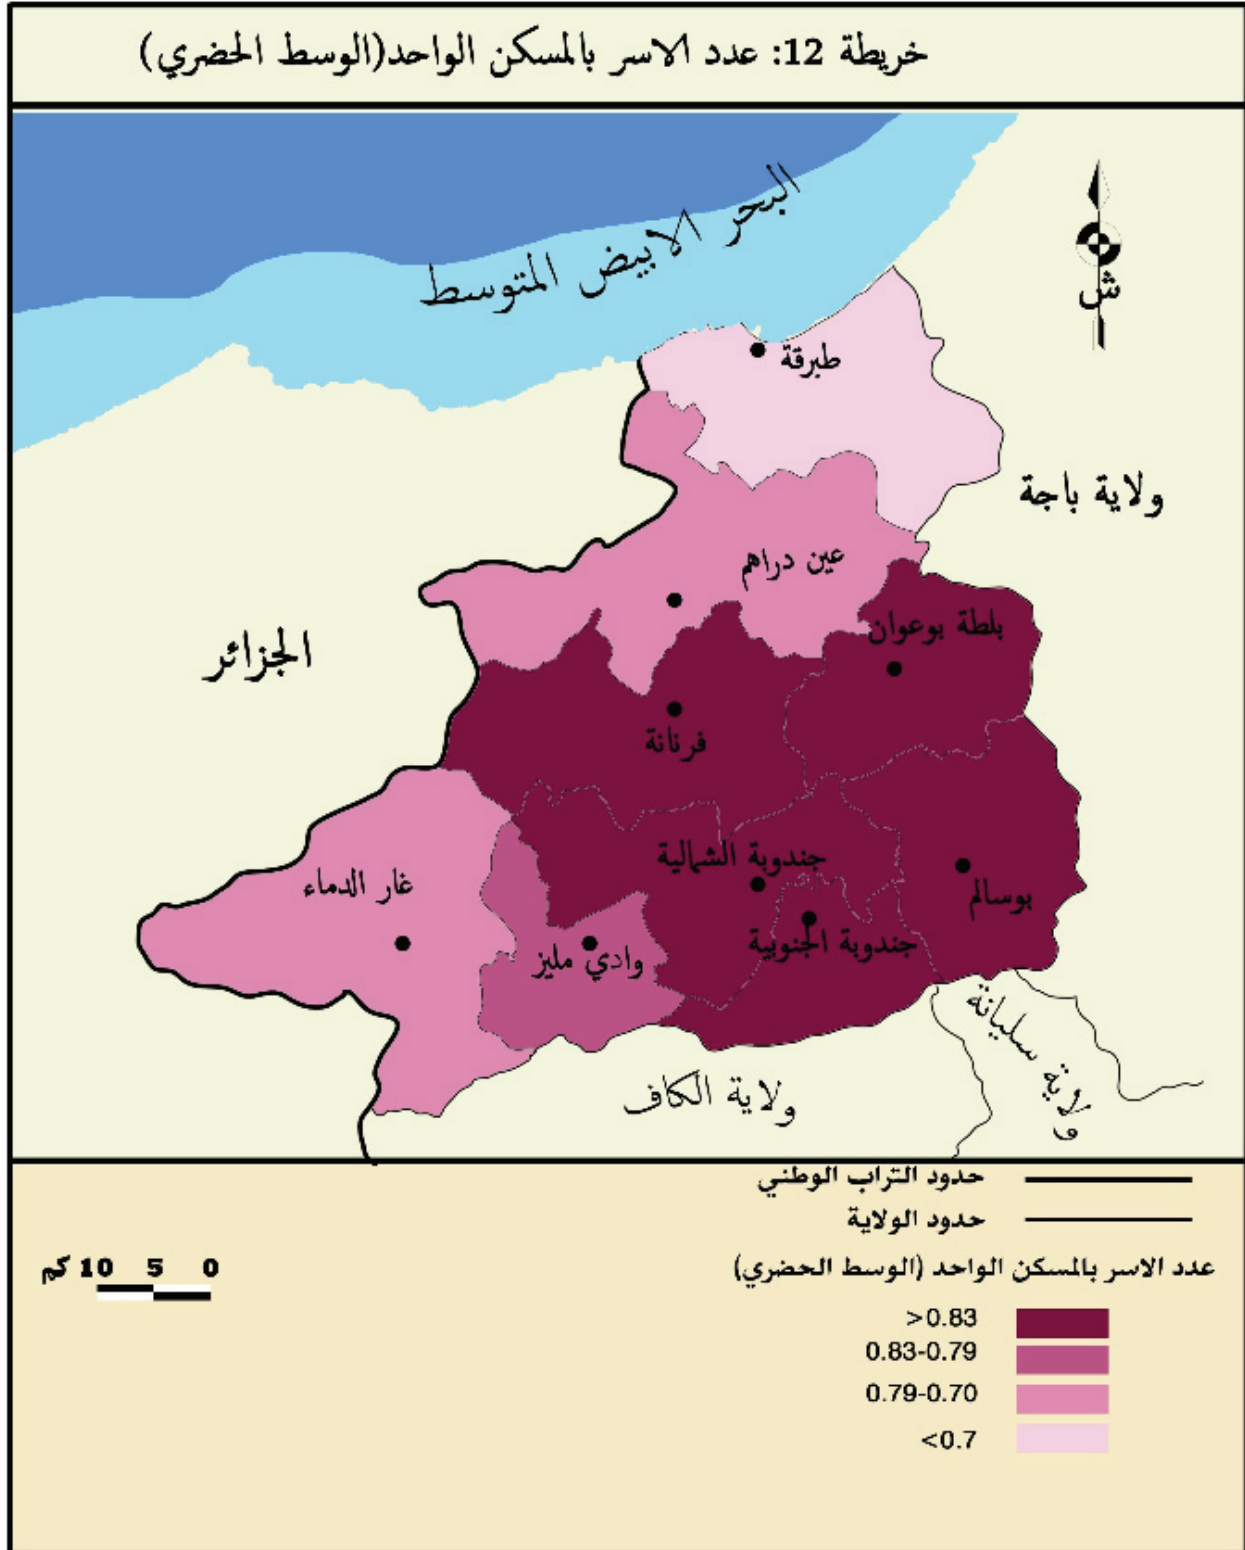 خريطة 12: عدد الاسر بالمسكن الواحد(الوسط الحضري)
البحر الابيض المتوسط
ش
طبرقة
ولاية باجة
عين دراهم
بلطة بوعوان
الجزائر
فرنانة
جندوبة الشمالية
غار الدماء
بوسالم
جندوبة الجنوبية
وادي مليز
ولاية سليانة
ولاية الكاف
حدود التراب الوطني
حدود الولاية
عدد الاسر بالمسكن الواحد (الوسط الحضري)
0 5 10 كم
>0.83
0.83-0.79
0.79-0.70
<0.7